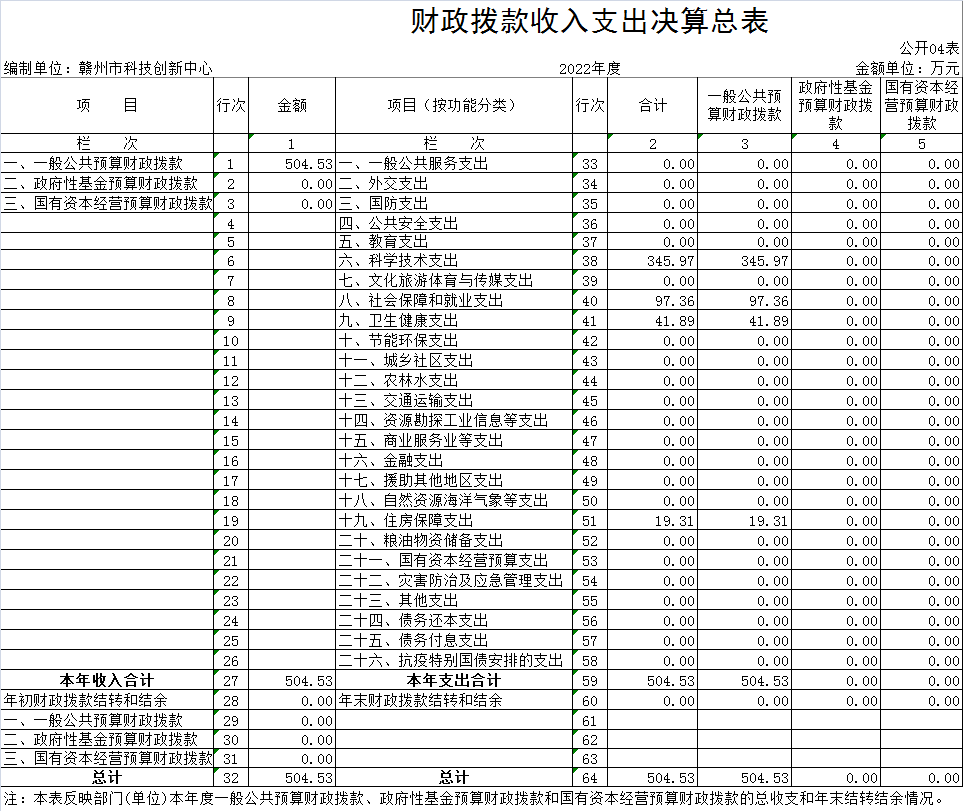 财政拨款收入支出决算总表
公开04表
编制单位：赣州市科技创新中心 2022年度 金额单位：万元
项 目 行次 金额 项目（按功能分类） 行次 合计 一般公共预算财政拨款 政府性基金预算财政拨款 国有资本经营预算财政拨款
栏 次 1 栏 次 2 3 4 5
一、一般公共预算财政拨款 1 504.53 一、一般公共服务支出 33 0.00 0.00 0.00 0.00
二、政府性基金预算财政拨款 2 0.00 二、外交支出 34 0.00 0.00 0.00 0.00
三、国有资本经营预算财政拨款 3 0.00 三、国防支出 35 0.00 0.00 0.00 0.00
4 四、公共安全支出 36 0.00 0.00 0.00 0.00
5 五、教育支出 37 0.00 0.00 0.00 0.00
6 六、科学技术支出 38 345.97 345.97 0.00 0.00
7 七、文化旅游体育与传媒支出 39 0.00 0.00 0.00 0.00
8 八、社会保障和就业支出 40 97.36 97.36 0.00 0.00
9 九、卫生健康支出 41 41.89 41.89 0.00 0.00
10 十、节能环保支出 42 0.00 0.00 0.00 0.00
11 十一、城乡社区支出 43 0.00 0.00 0.00 0.00
12 十二、农林水支出 44 0.00 0.00 0.00 0.00
13 十三、交通运输支出 45 0.00 0.00 0.00 0.00
14 十四、资源勘探工业信息等支出 46 0.00 0.00 0.00 0.00
15 十五、商业服务业等支出 47 0.00 0.00 0.00 0.00
16 十六、金融支出 48 0.00 0.00 0.00 0.00
17 十七、援助其他地区支出 49 0.00 0.00 0.00 0.00
18 十八、自然资源海洋气象等支出 50 0.00 0.00 0.00 0.00
19 十九、住房保障支出 51 19.31 19.31 0.00 0.00
20 二十、粮油物资储备支出 52 0.00 0.00 0.00 0.00
21 二十一、国有资本经营预算支出 53 0.00 0.00 0.00 0.00
22 二十二、灾害防治及应急管理支出 54 0.00 0.00 0.00 0.00
23 二十三、其他支出 55 0.00 0.00 0.00 0.00
24 二十四、债务还本支出 56 0.00 0.00 0.00 0.00
25 二十五、债务付息支出 57 0.00 0.00 0.00 0.00
26 二十六、抗疫特别国债安排的支出 58 0.00 0.00 0.00 0.00
本年收入合计 27 504.53 本年支出合计 59 504.53 504.53 0.00 0.00
年初财政拨款结转和结余 28 0.00 年末财政拨款结转和结余 60 0.00 0.00 0.00 0.00
一、一般公共预算财政拨款 29 0.00 61
二、政府性基金预算财政拨款 30 0.00 62
三、国有资本经营预算财政拨款 31 0.00 63
总计 32 504.53 总计 64 504.53 504.53 0.00 0.00
注：本表反映部门(单位)本年度一般公共预算财政拨款、政府性基金预算财政拨款和国有资本经营预算财政拨款的总收支和年末结转结余情况。